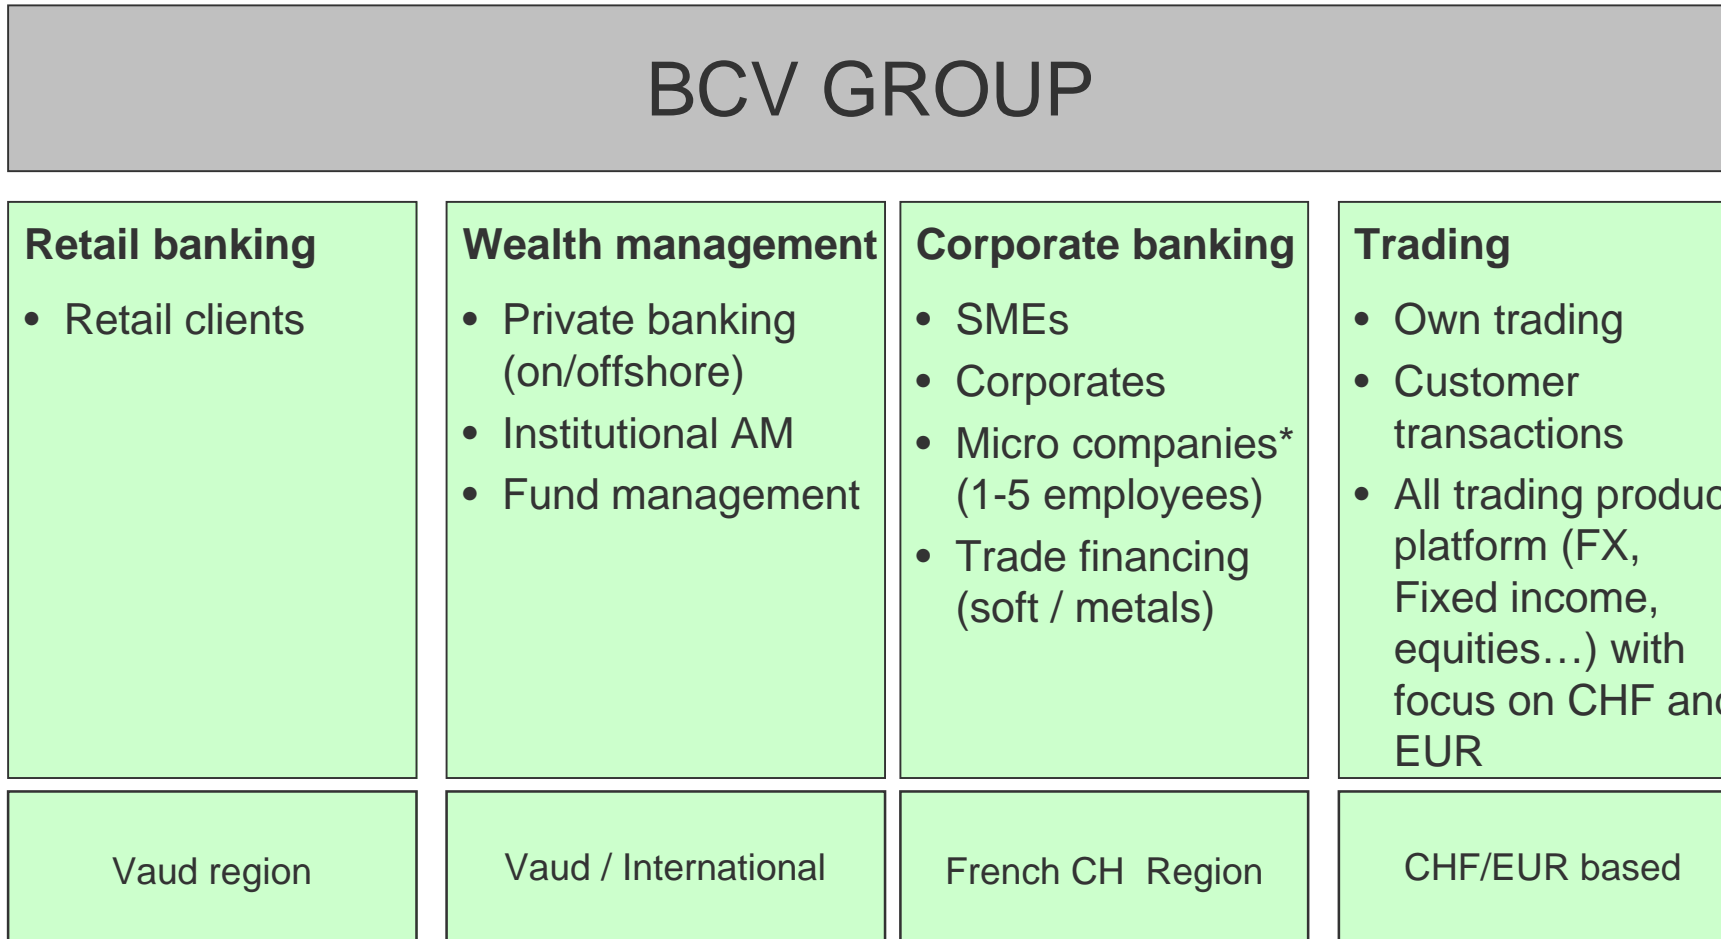 BCV GROUP
Retail banking
• Retail clients
Wealth management
• Private banking
(on/offshore)
• Institutional AM
• Fund management
Corporate banking
• SMEs
• Corporates
• Micro companies*
(1-5 employees)
• Trade financing
(soft / metals)
Trading
• Own trading
• Customer
transactions
• All trading
platform (FX,
Fixed income,
equities…) with
focus on CHF
EUR
Vaud region
Vaud / International
French CH Region
CHF/EUR based